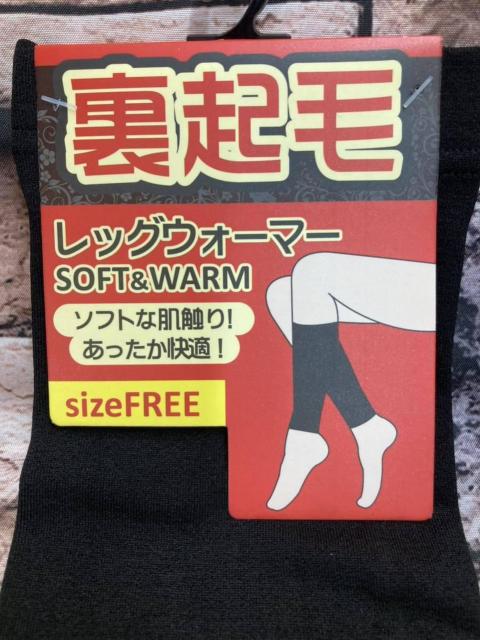 裏起毛
レッグウォーマー
SOFT&WARM
ソフトな肌触り!
あったか快適!
sizeFREE